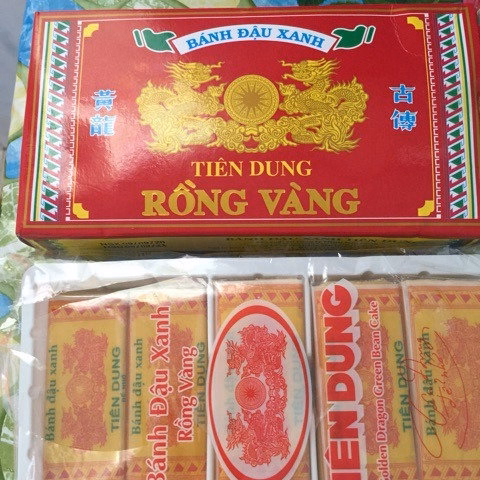 BÁNH ĐẬU XANH
黄龍
古傳
TIÊN DUNG
RỒNG VÀNG
Bánh đậu xanh
TIÊN DUNG
Bánh đậu xanh
TIÊN DUNG
Bánh Đậu Xanh
Rồng Vàng
TIÊN DUNG
Golden Dragon Green Bean Cake
TIÊN DUNG
Bánh đậu xanh